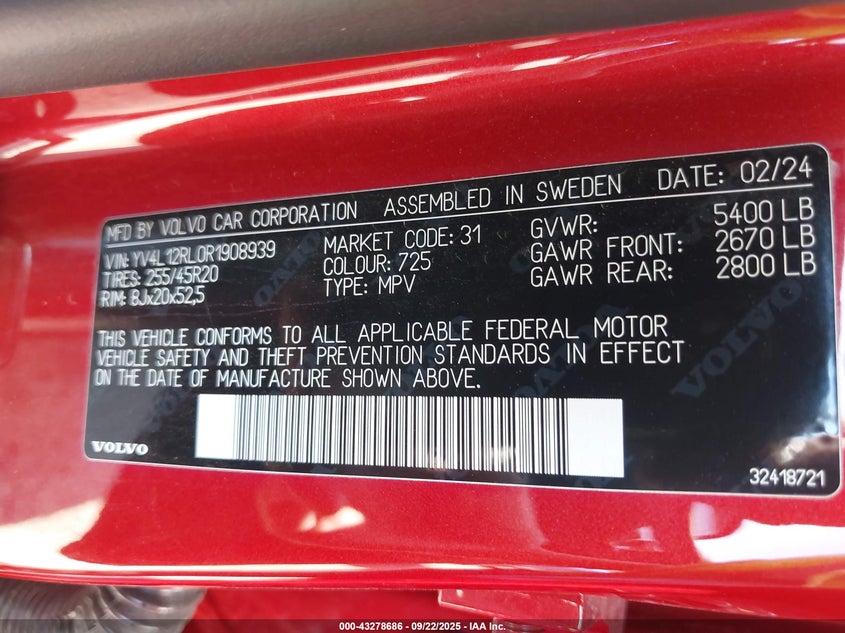 MFD BY VOLVO CAR CORPORATION ASSEMBLED IN SWEDEN DATE: 02/24
VIN: YV4L12RL0R1908939 MARKET CODE: 31 GVWR: 5400 LB
TIRES: 255/45R20 COLOUR: 725 GAWR FRONT: 2670 LB
RIM: 8Jx20x52,5 TYPE: MPV GAWR REAR: 2800 LB
THIS VEHICLE CONFORMS TO ALL APPLICABLE FEDERAL MOTOR
VEHICLE SAFETY AND THEFT PREVENTION STANDARDS IN EFFECT
ON THE DATE OF MANUFACTURE SHOWN ABOVE.
VOLVO
32418721
000-43278686 - 09/22/2025 - IAA Inc.